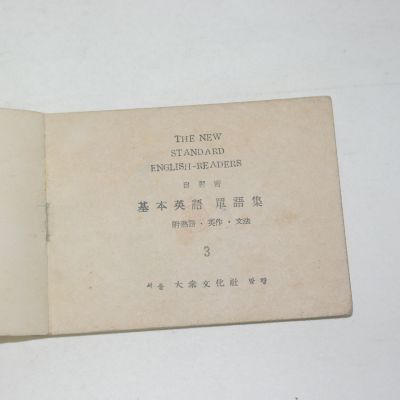 THE NEW
STANDARD
ENGLISH-READERS
自習書
基本英語 單語集
附熟語・英作・文法
3
서울 大衆文化社 발행